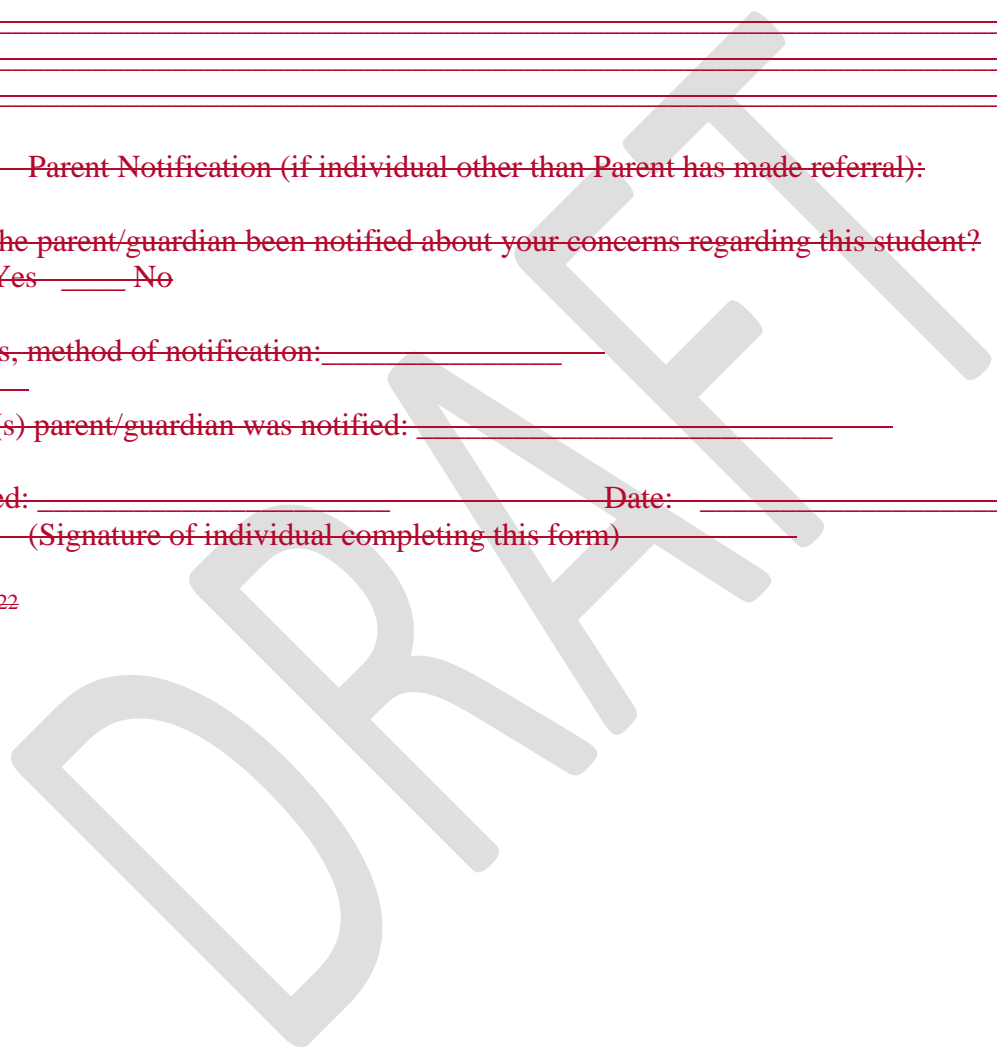 Parent Notification (if individual other than Parent has made referral):
he parent/guardian been notified about your concerns regarding this student?
Yes ____ No
s, method of notification:_______________
(s) parent/guardian was notified: __________________________
ed: ______________________ Date: ___________________
(Signature of individual completing this form)
22
DRAFT